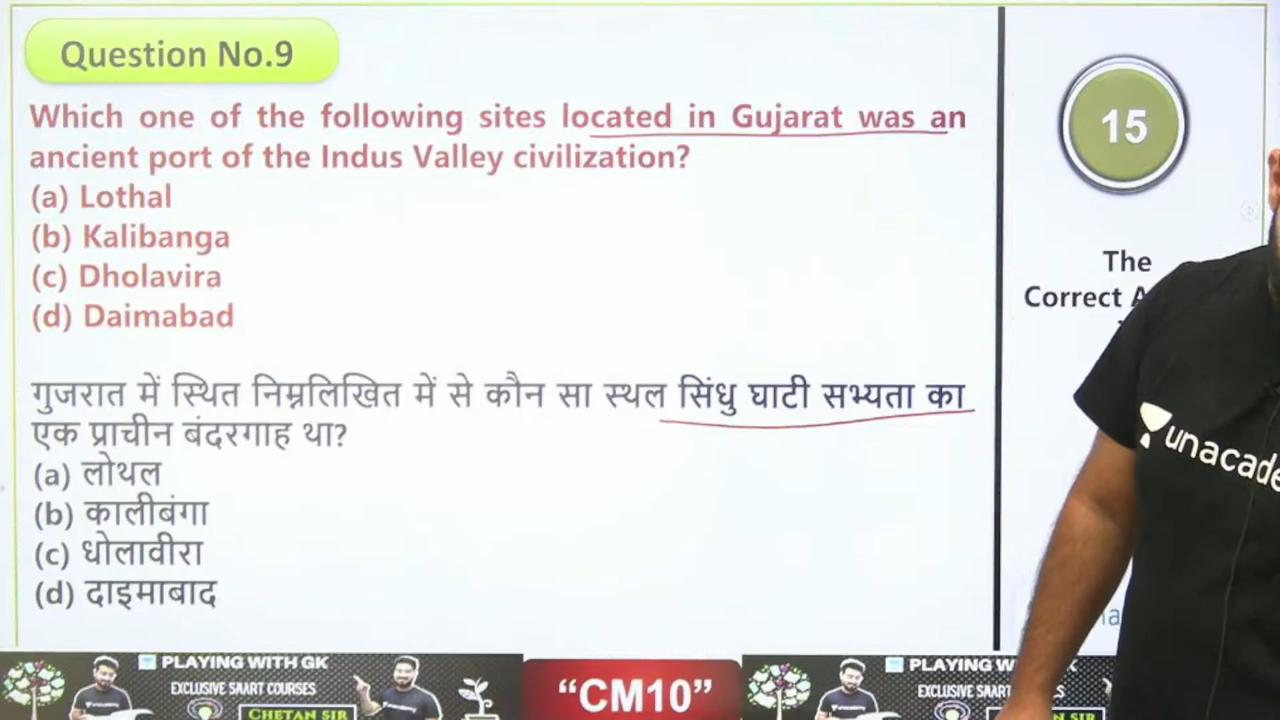 Question No.9
Which one of the following sites located in Gujarat was an
ancient port of the Indus Valley civilization?
(a) Lothal
(b) Kalibanga
(c) Dholavira
(d) Daimabad
गुजरात में स्थित निम्नलिखित में से कौन सा स्थल सिंधु घाटी सभ्यता का
एक प्राचीन बंदरगाह था?
(a) लोथल
(b) कालीबंगा
(c) धोलावीरा
(d) दाइमाबाद
15
The
Correct
unacade
PLAYING WITH GK
EXCLUSIVE SAART COURSES
CHETAN SIR
“CM10”
PLAYING
EXCLUSIVE
SIR